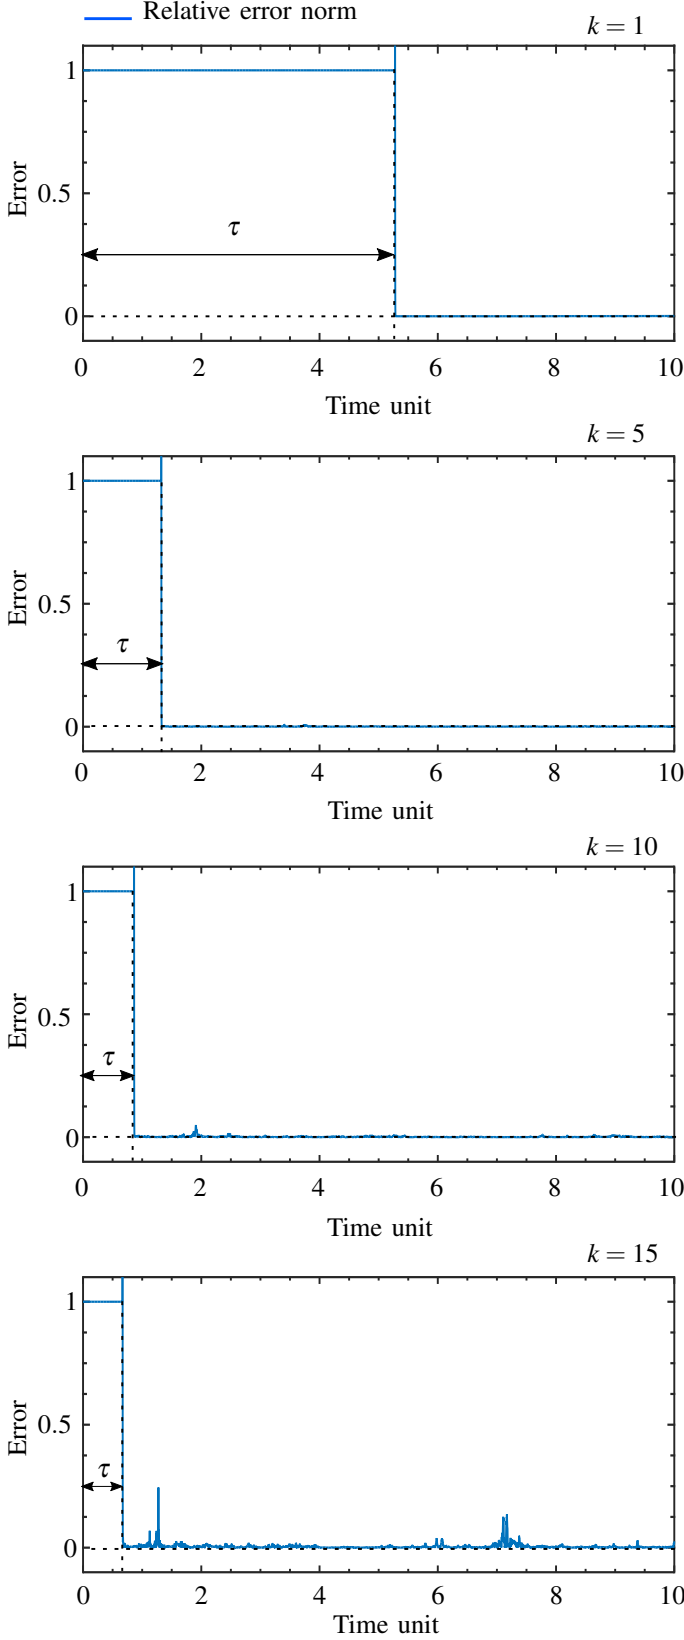 Relative error norm
k = 1
1
0.5
0
Error
τ
0 2 4 6 8 10
Time unit
k = 5
1
0.5
0
Error
τ
0 2 4 6 8 10
Time unit
k = 10
1
0.5
0
Error
τ
0 2 4 6 8 10
Time unit
k = 15
1
0.5
0
Error
τ
0 2 4 6 8 10
Time unit